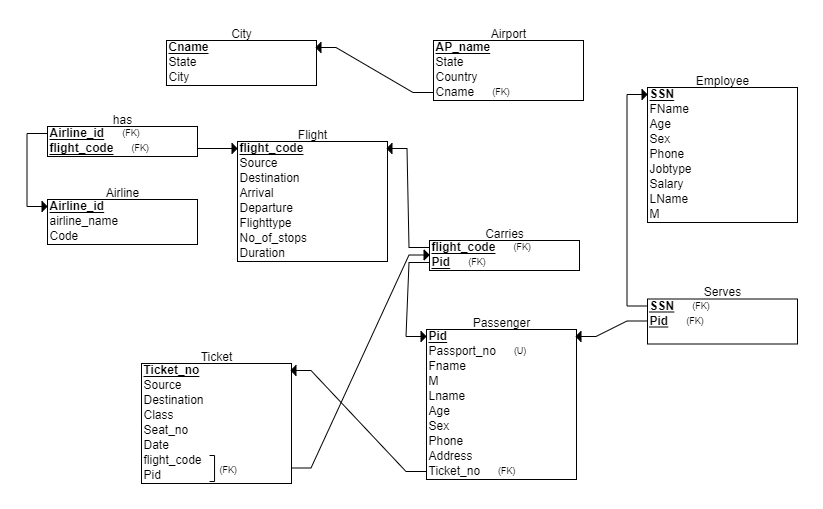 City
Cname
State
City
Airport
AP_name
State
Country
Cname (FK)
Employee
SSN
FName
Age
Sex
Phone
Jobtype
Salary
LName
M
has
Airline_id (FK)
flight_code (FK)
Flight
flight_code
Source
Destination
Arrival
Departure
Flighttype
No_of_stops
Duration
Airline
Airline_id
airline_name
Code
Carries
flight_code (FK)
Pid (FK)
Serves
SSN (FK)
Pid (FK)
Passenger
Pid
Passport_no (U)
Fname
M
Lname
Age
Sex
Phone
Address
Ticket_no (FK)
Ticket
Ticket_no
Source
Destination
Class
Seat_no
Date
flight_code
Pid
(FK)